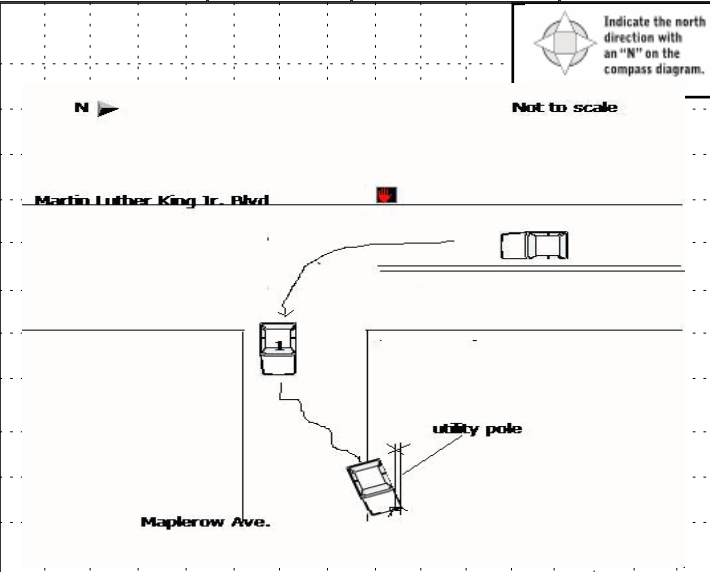 Indicate the north
direction with
an “N” on the
compass diagram.
N
Not to scale
Martin Luther King Jr. Blvd
1
utility pole
Maplerow Ave.